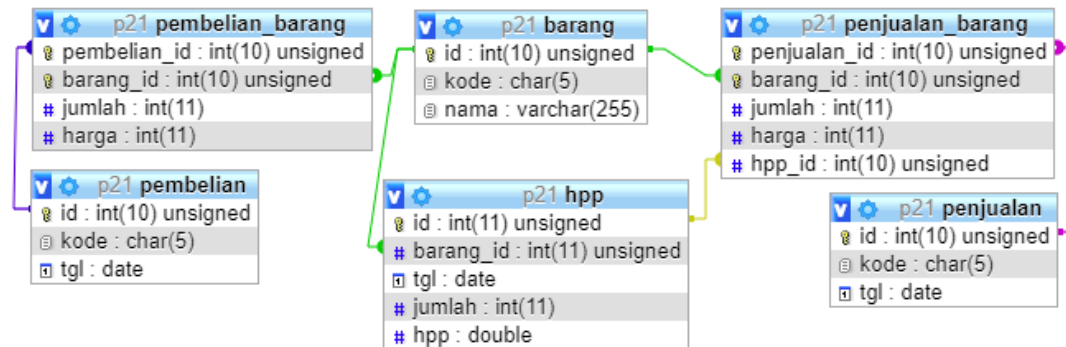 p21 pembelian_barang
pembelian_id : int(10) unsigned
barang_id : int(10) unsigned
# jumlah : int(11)
# harga : int(11)
p21 barang
id : int(10) unsigned
kode : char(5)
nama : varchar(255)
p21 penjualan_barang
penjualan_id : int(10) unsigned
barang_id : int(10) unsigned
# jumlah : int(11)
# harga : int(11)
# hpp_id : int(10) unsigned
p21 pembelian
id : int(10) unsigned
kode : char(5)
tgl : date
p21 hpp
id : int(11) unsigned
# barang_id : int(11) unsigned
tgl : date
# jumlah : int(11)
# hpp : double
p21 penjualan
id : int(10) unsigned
kode : char(5)
tgl : date